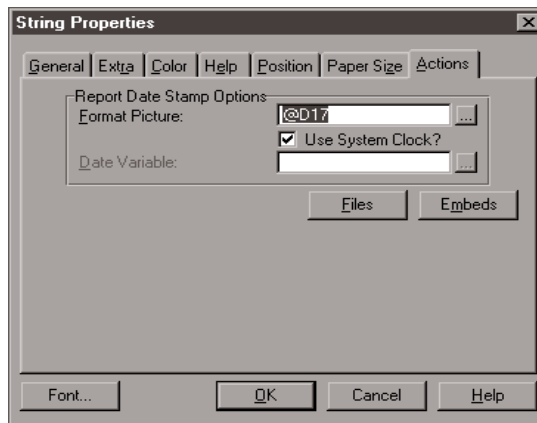 String Properties
General Extra Color Help Position Paper Size Actions
Report Date Stamp Options
Format Picture: @D17 ...
Use System Clock?
Date Variable: ...
Files Embeds
Font... OK Cancel Help